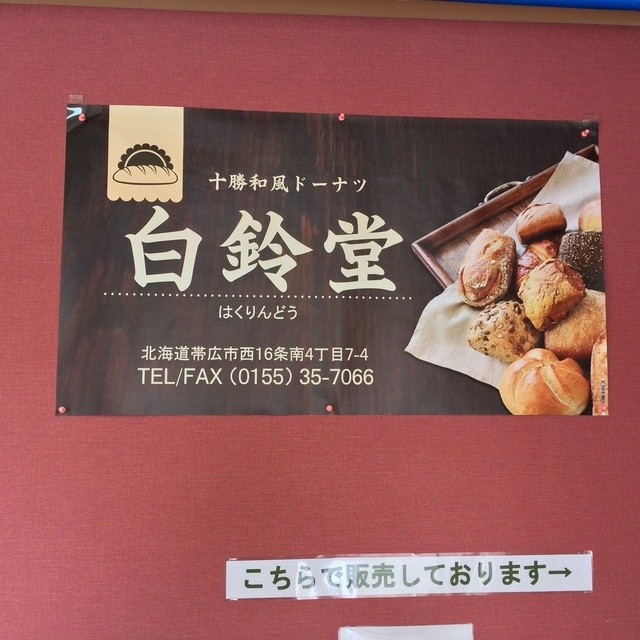 十勝和風ドーナツ
白鈴堂
はくりんどう
北海道帯広市西16条南4丁目7-4
TEL/FAX（0155）35-7066
こちらで販売しております→